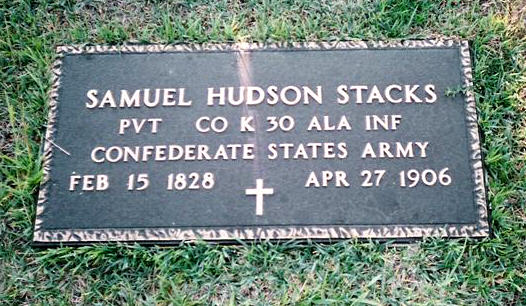 SAMUEL HUDSON STACKS
PVT CO K 30 ALA INF
CONFEDERATE STATES ARMY
FEB 15 1828 APR 27 1906